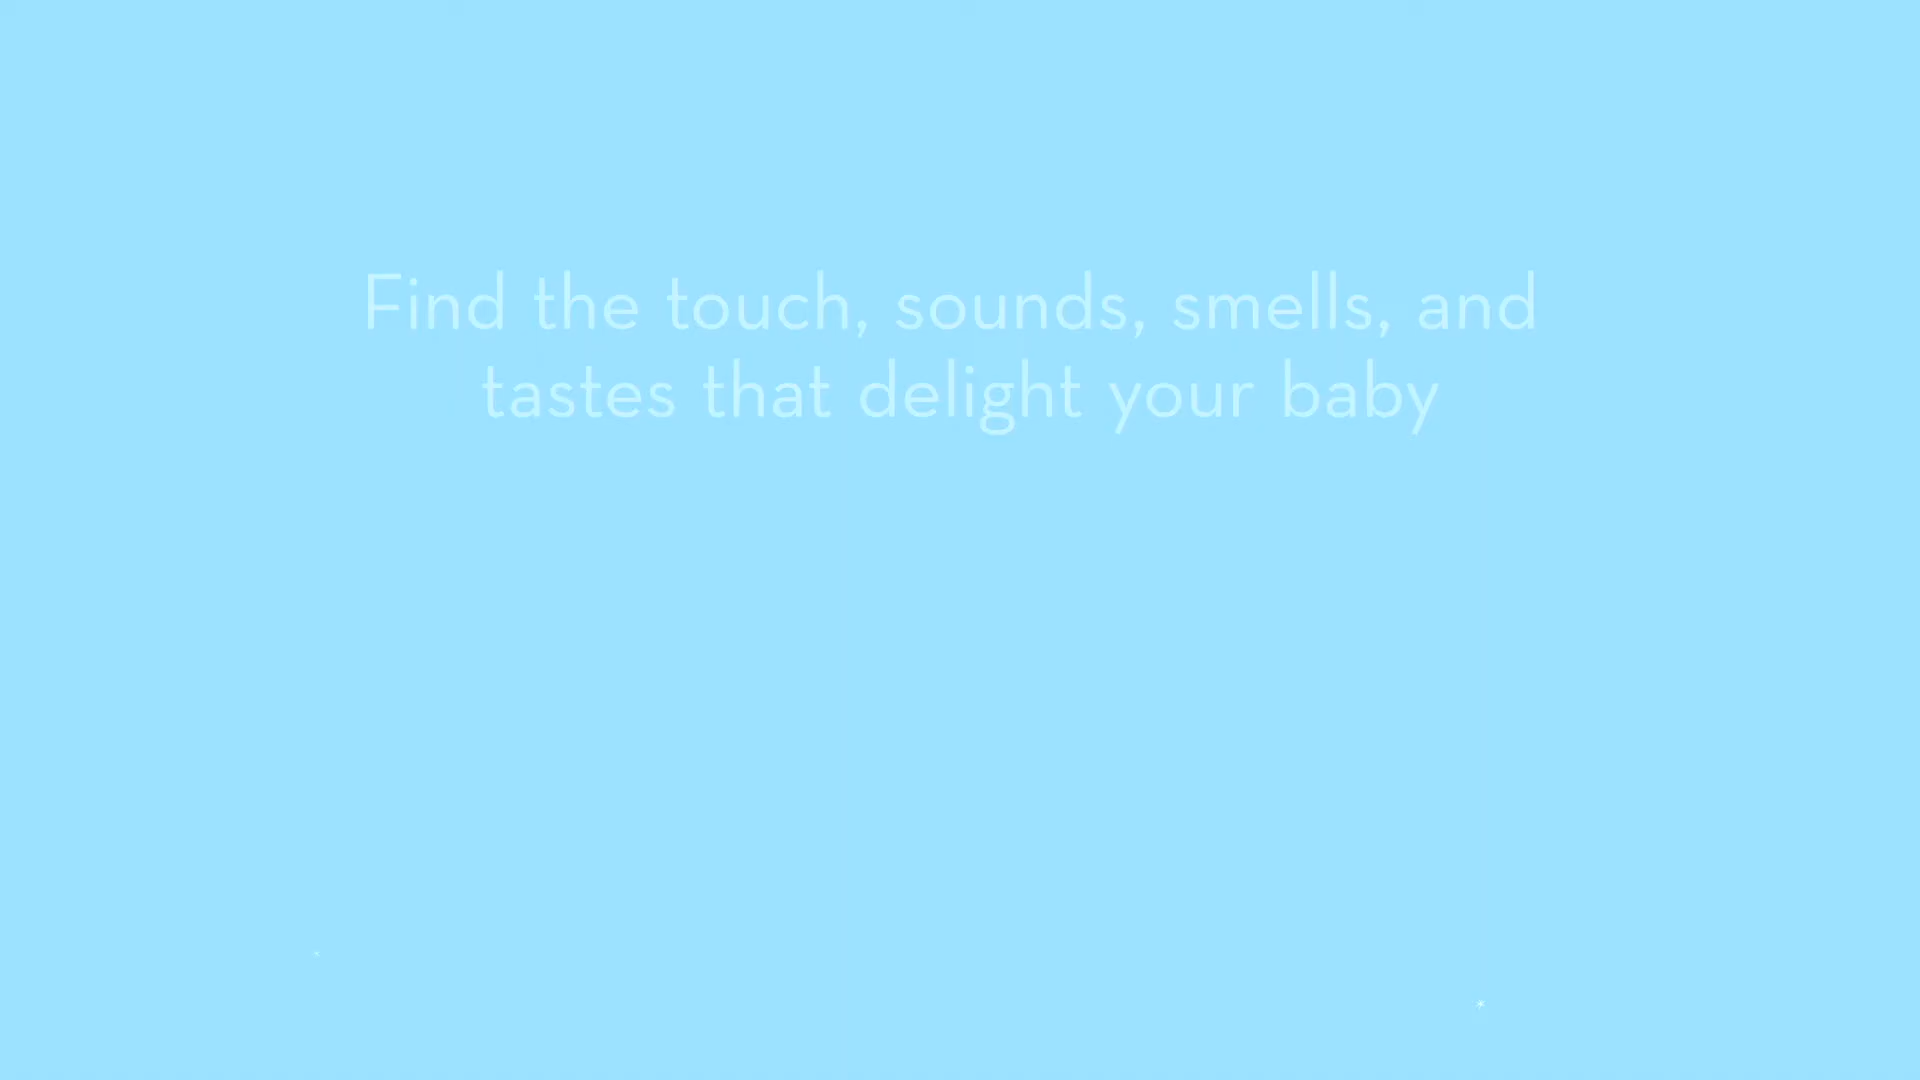 Find the touch, sounds, smells, and
tastes that delight your baby